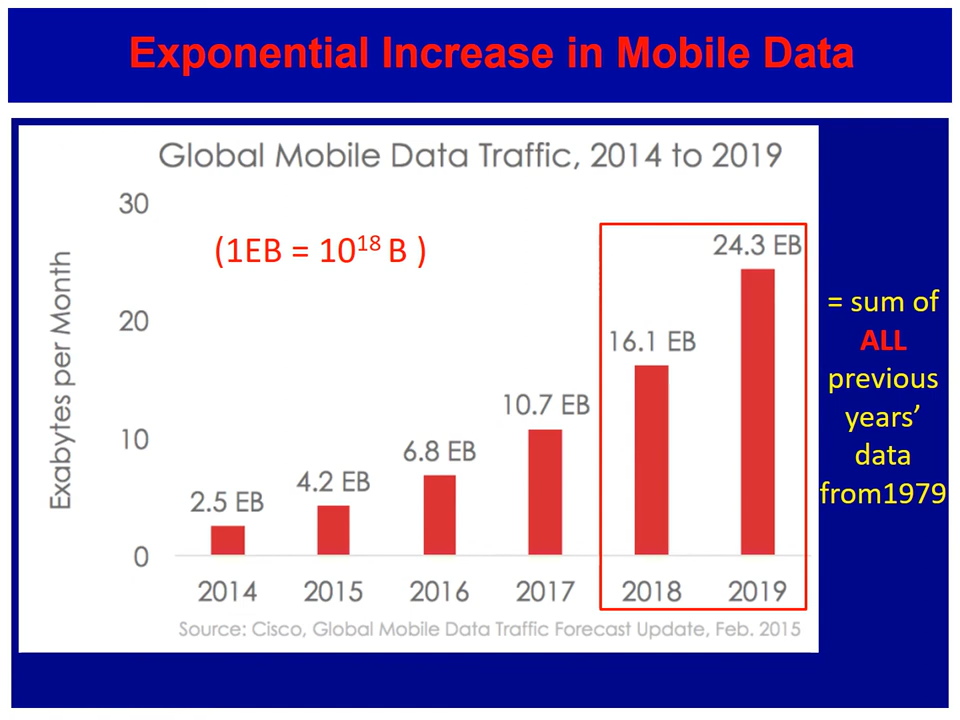 Exponential Increase in Mobile Data
Global Mobile Data Traffic, 2014 to 2019
30
20
10
0
Exabytes per Month
(1EB = 10¹⁸ B )
2.5 EB
4.2 EB
6.8 EB
10.7 EB
16.1 EB
24.3 EB
2014 2015 2016 2017 2018 2019
Source: Cisco, Global Mobile Data Traffic Forecast Update, Feb. 2015
= sum of
ALL
previous
years’
data
from1979